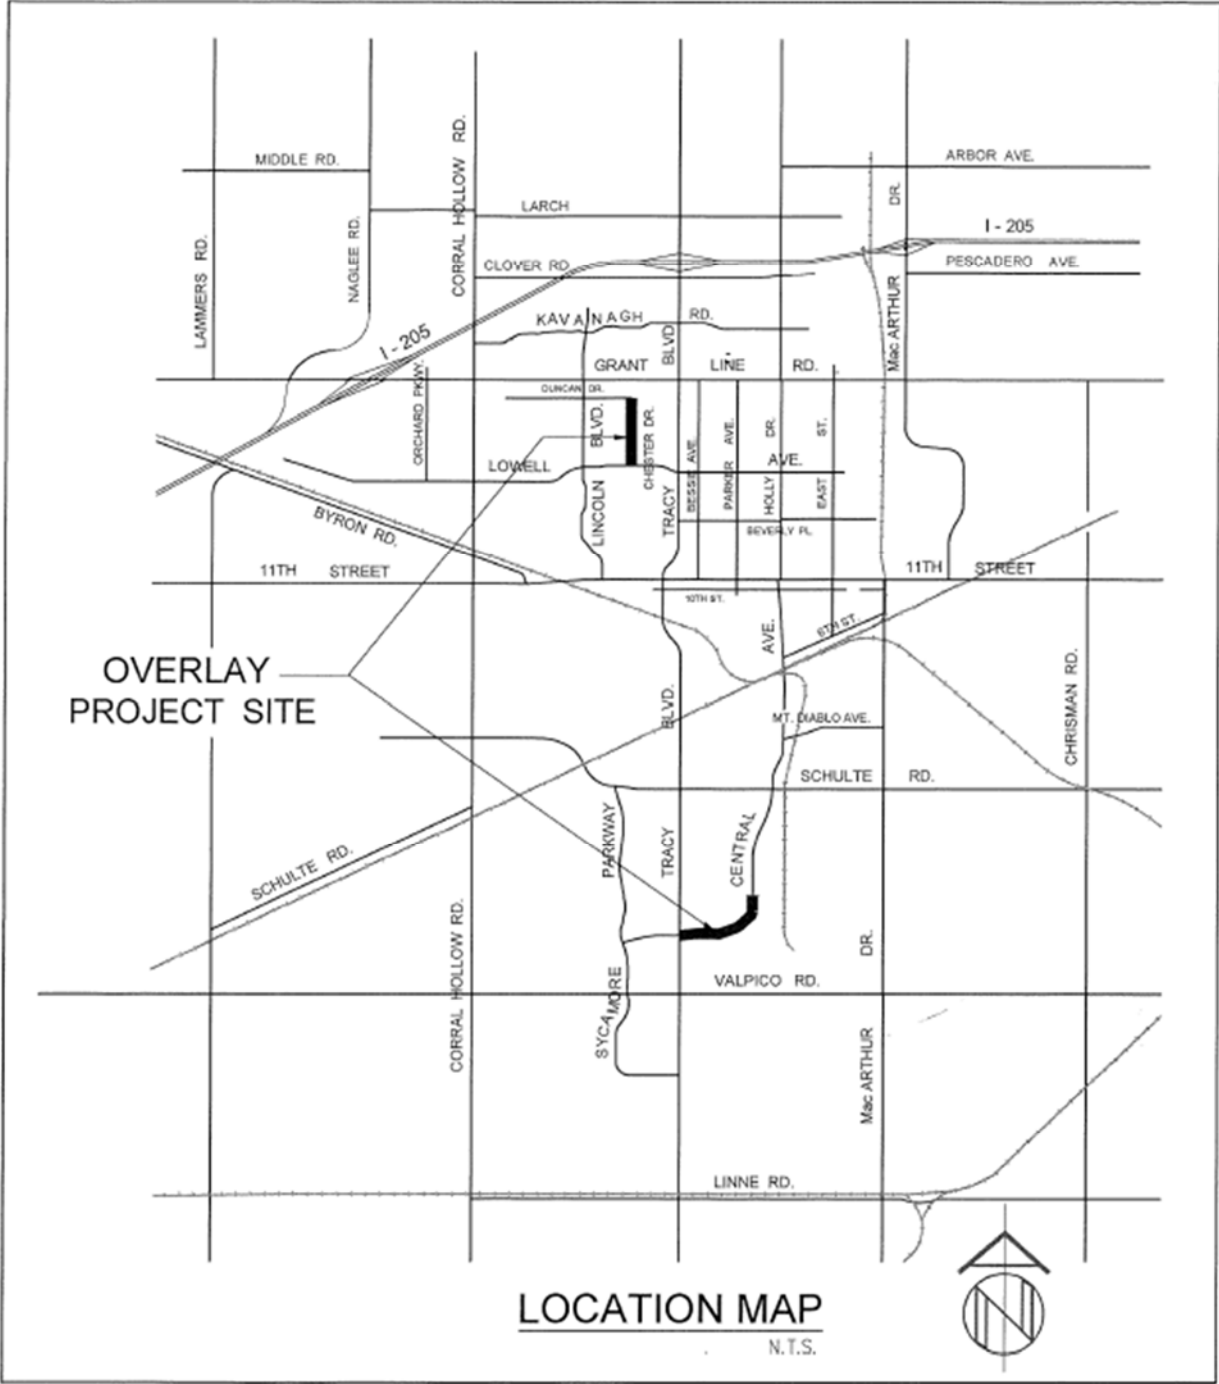 MIDDLE RD.
ARBOR AVE.
CORRAL HOLLOW RD.
LARCH
DR.
I - 205
LAMMERS RD.
NAGLEE RD.
CLOVER RD
PESCADERO AVE.
Mac ARTHUR
KAVANAGH RD.
I - 205
BLVD
GRANT LINE RD.
ORCHARD PKWY.
DUNCAN DR.
BLVD.
CHESTER DR.
BESSIE AVE.
PARKER AVE.
HOLLY DR.
EAST ST.
LOWELL AVE.
LINCOLN
TRACY
BYRON RD.
BEVERLY PL.
11TH STREET
11TH STREET
10TH ST.
6TH ST.
AVE.
OVERLAY
PROJECT SITE
BLVD.
MT. DIABLO AVE.
CHRISMAN RD.
SCHULTE RD.
PARKWAY
TRACY
CENTRAL
SCHULTE RD.
CORRAL HOLLOW RD.
SYCAMORE
DR.
VALPICO RD.
Mac ARTHUR
LINNE RD.
LOCATION MAP
N.T.S.
N